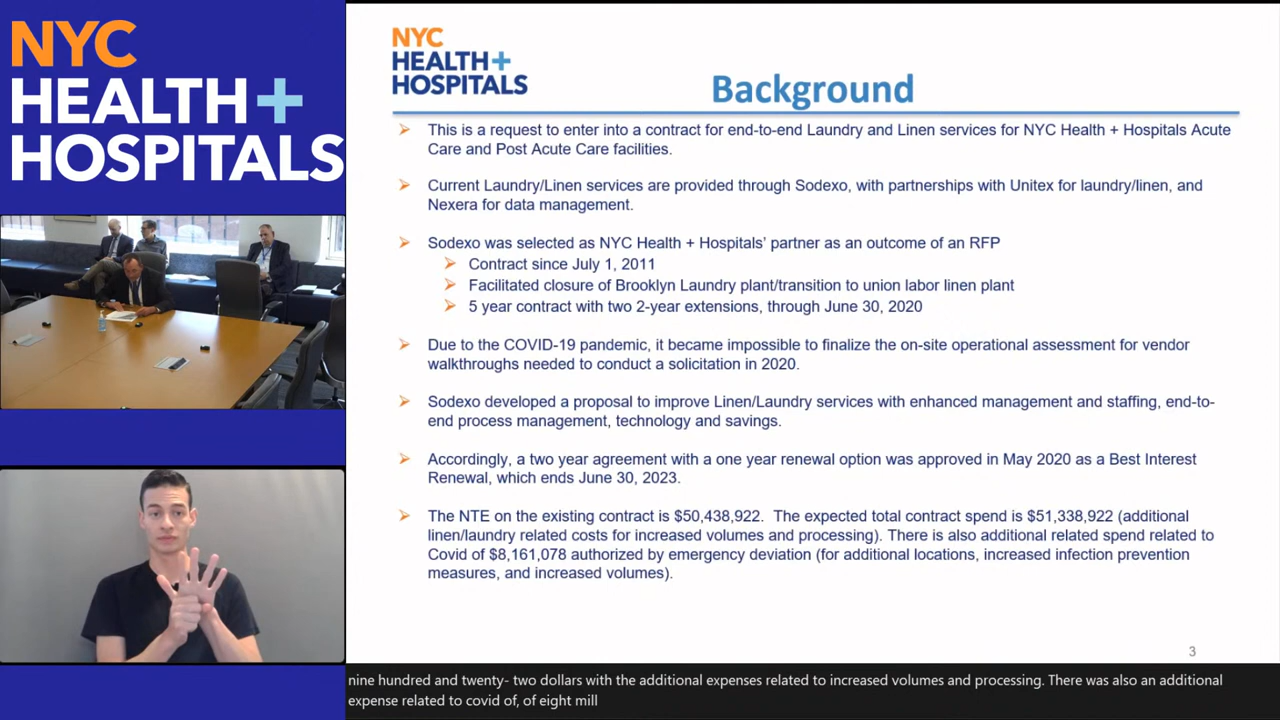 NYC
HEALTH+
HOSPITALS
NYC
HEALTH+
HOSPITALS
Background
This is a request to enter into a contract for end-to-end Laundry and Linen services for NYC Health + Hospitals Acute
Care and Post Acute Care facilities.
Current Laundry/Linen services are provided through Sodexo, with partnerships with Unitex for laundry/linen, and
Nexera for data management.
Sodexo was selected as NYC Health + Hospitals' partner as an outcome of an RFP
Contract since July 1, 2011
Facilitated closure of Brooklyn Laundry plant/transition to union labor linen plant
5 year contract with two 2-year extensions, through June 30, 2020
Due to the COVID-19 pandemic, it became impossible to finalize the on-site operational assessment for vendor
walkthroughs needed to conduct a solicitation in 2020.
Sodexo developed a proposal to improve Linen/Laundry services with enhanced management and staffing, end-to-
end process management, technology and savings.
Accordingly, a two year agreement with a one year renewal option was approved in May 2020 as a Best Interest
Renewal, which ends June 30, 2023.
The NTE on the existing contract is $50,438,922. The expected total contract spend is $51,338,922 (additional
linen/laundry related costs for increased volumes and processing). There is also additional related spend related to
Covid of $8,161,078 authorized by emergency deviation (for additional locations, increased infection prevention
measures, and increased volumes).
3
nine hundred and twenty- two dollars with the additional expenses related to increased volumes and processing. There was also an additional
expense related to covid of, of eight mill